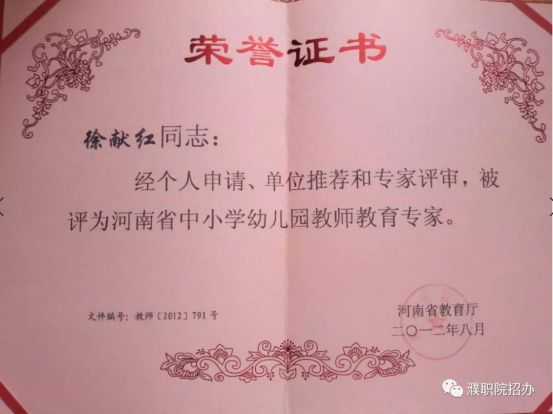 荣誉证书
徐献红同志：
经个人申请、单位推荐和专家评审，被
评为河南省中小学幼儿园教师教育专家。
文件编号：教师〔2012〕791号
河南省教育厅
二〇一二年八月
濮职院招办